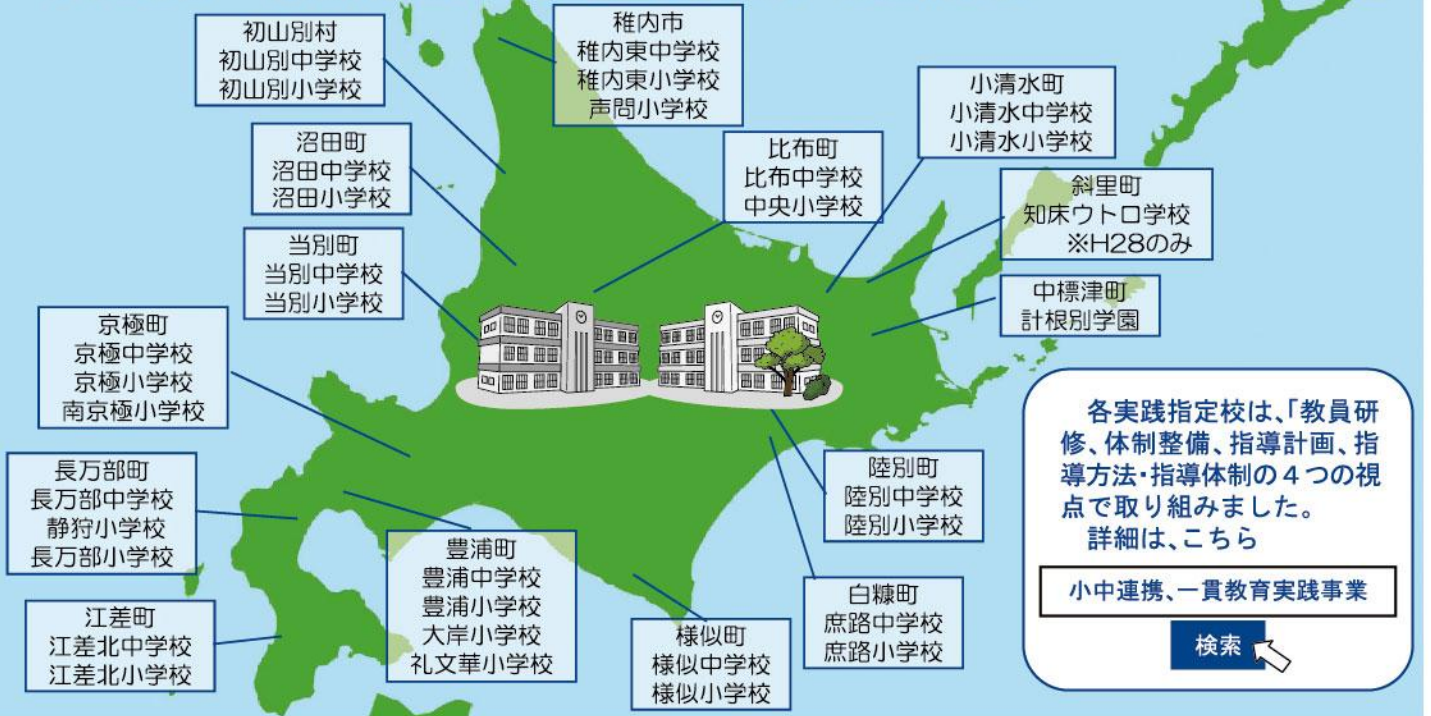 初山別村
初山別中学校
初山別小学校
稚内市
稚内東中学校
稚内東小学校
声問小学校
小清水町
小清水中学校
小清水小学校
沼田町
沼田中学校
沼田小学校
比布町
比布中学校
中央小学校
斜里町
知床ウトロ学校
※H28のみ
当別町
当別中学校
当別小学校
中標津町
計根別学園
京極町
京極中学校
京極小学校
南京極小学校
長万部町
長万部中学校
静狩小学校
長万部小学校
陸別町
陸別中学校
陸別小学校
豊浦町
豊浦中学校
豊浦小学校
大岸小学校
礼文華小学校
江差町
江差北中学校
江差北小学校
様似町
様似中学校
様似小学校
白糠町
庶路中学校
庶路小学校
各実践指定校は、「教員研
修、体制整備、指導計画、指
導方法・指導体制の４つの視
点で取り組みました。
詳細は、こちら
小中連携、一貫教育実践事業
検索